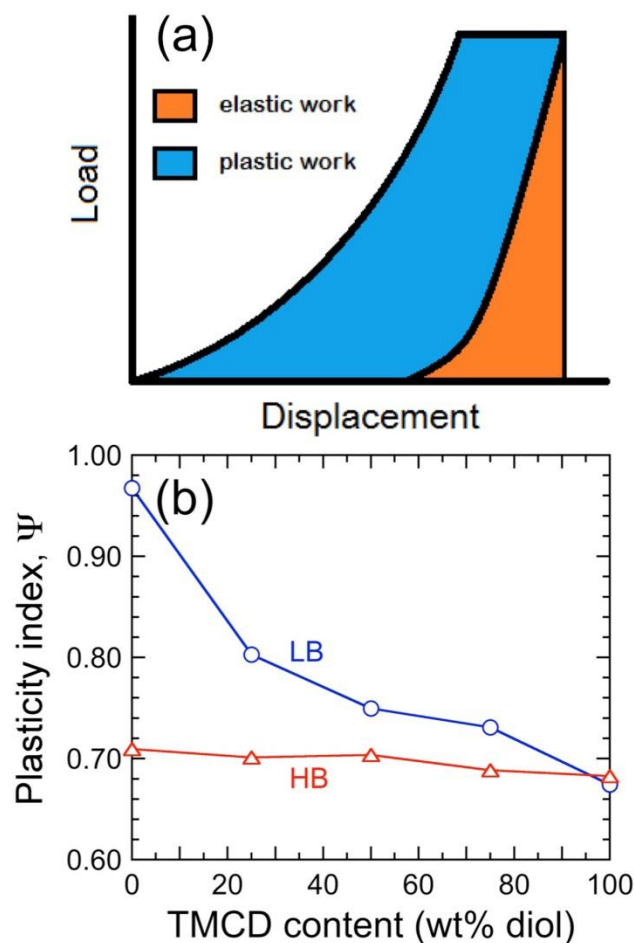 (a)
elastic work
plastic work
Load
Displacement
(b)
1.00
0.90
0.80
0.70
0.60
Plasticity index, Ψ
LB
HB
0 20 40 60 80 100
TMCD content (wt% diol)